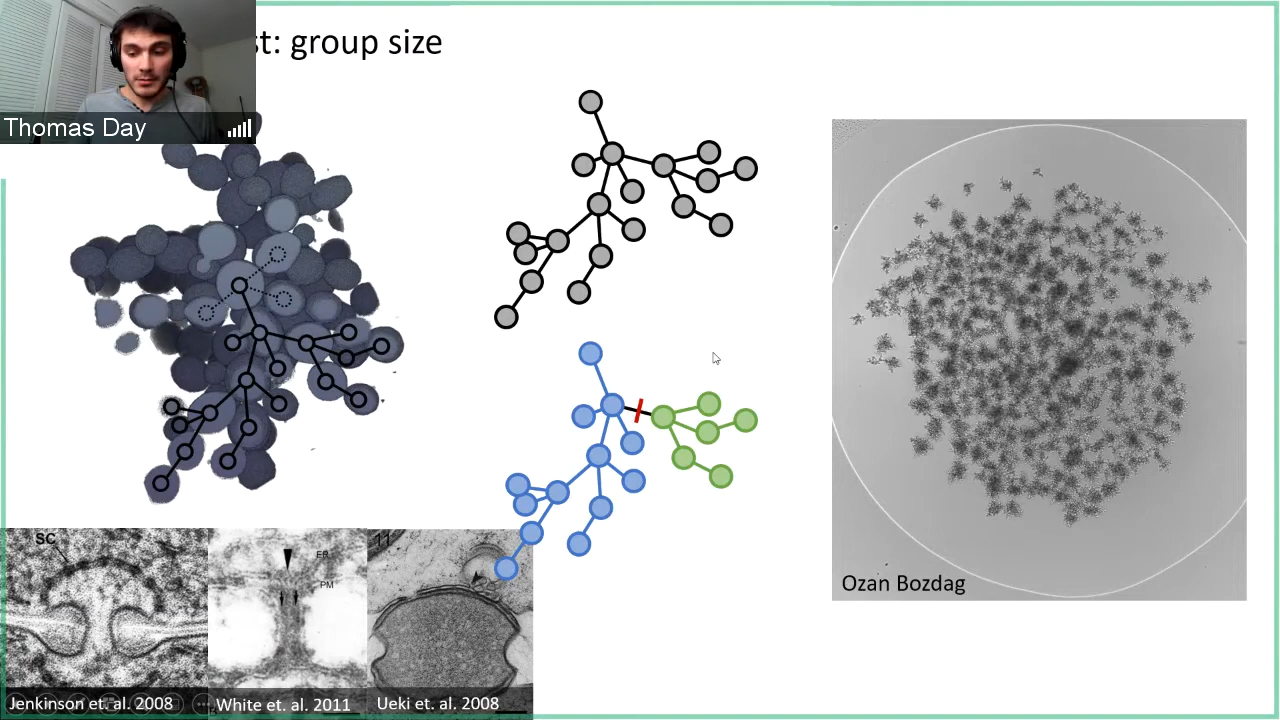 st: group size
Thomas Day
SC
ER
PM
11
Ozan Bozdag
Jenkinson et. al. 2008
White et. al. 2011
Ueki et. al. 2008